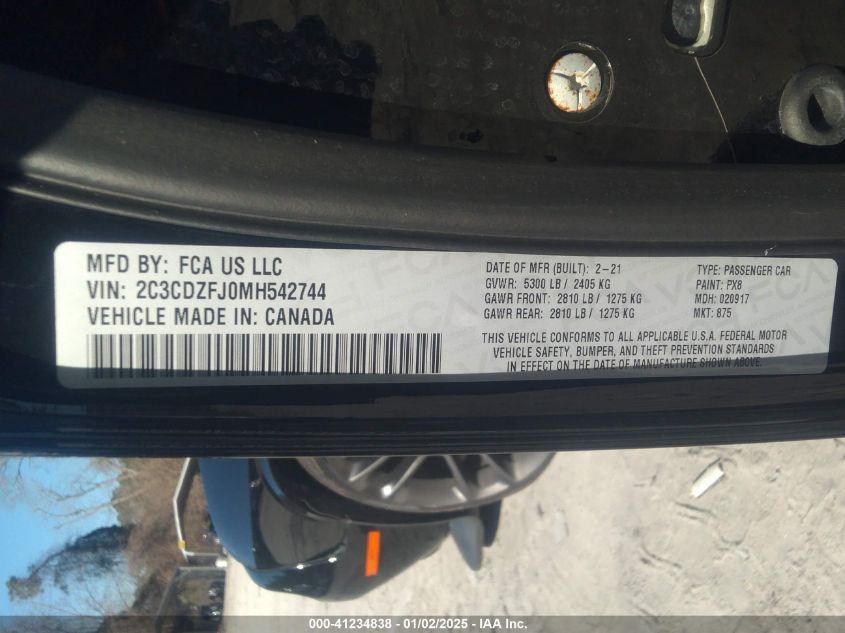 MFD BY: FCA US LLC
VIN: 2C3CDZFJ0MH542744
VEHICLE MADE IN: CANADA
DATE OF MFR (BUILT): 2-21
GVWR: 5300 LB / 2405 KG
GAWR FRONT: 2810 LB / 1275 KG
GAWR REAR: 2810 LB / 1275 KG
TYPE: PASSENGER CAR
PAINT: PX8
MDH: 020917
MKT: 875
THIS VEHICLE CONFORMS TO ALL APPLICABLE U.S.A. FEDERAL MOTOR
VEHICLE SAFETY, BUMPER, AND THEFT PREVENTION STANDARDS
IN EFFECT ON THE DATE OF MANUFACTURE SHOWN ABOVE.
000-41234838 - 01/02/2025 - IAA Inc.